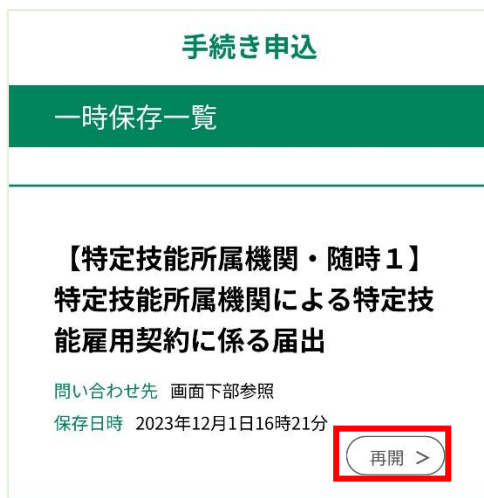 手続き申込
一時保存一覧
【特定技能所属機関・随時１】
特定技能所属機関による特定技
能雇用契約に係る届出
問い合わせ先 画面下部参照
保存日時 2023年12月1日16時21分
再開 >